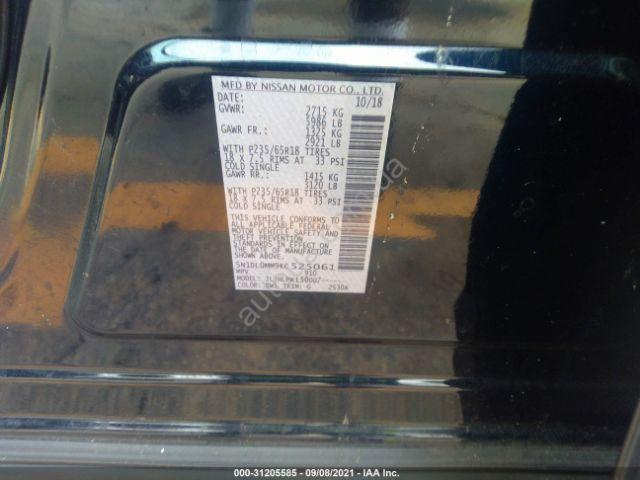 MFD BY NISSAN MOTOR CO., LTD.
DATE: 10/18
GVWR: 2715 KG
5986 LB
GAWR FR.: 1325 KG
2921 LB
WITH P235/65R18 TIRES
18 X 7.5 RIMS AT 33 PSI
COLD SINGLE
GAWR RR.: 1415 KG
3120 LB
WITH P235/65R18 TIRES
18 X 7.5 RIMS AT 33 PSI
COLD SINGLE
THIS VEHICLE CONFORMS TO
ALL APPLICABLE FEDERAL
MOTOR VEHICLE SAFETY
STANDARDS IN EFFECT ON
THE DATE OF MANUFACTURE
SHOWN ABOVE.
5N1DL0MM9KC525061
MPV 910
MODEL:
COLOR: TRIM: G 2530A
000-31205585 - 09/08/2021 - IAA Inc.